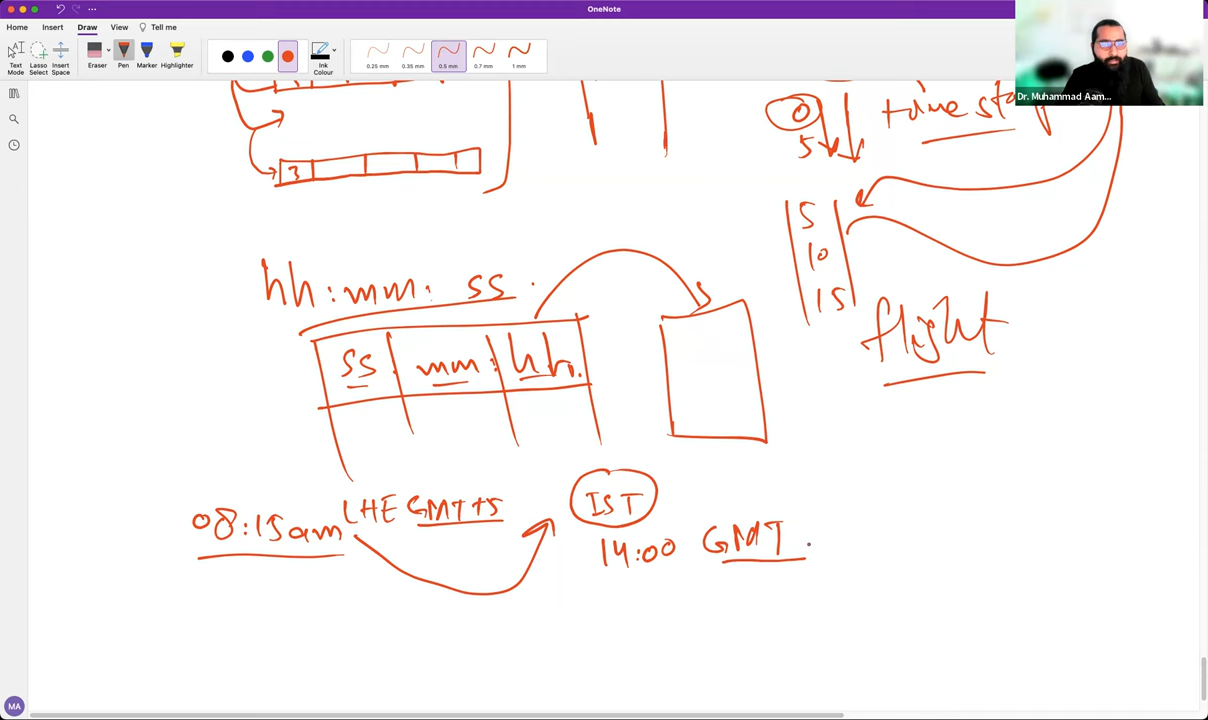 OneNote
Home Insert Draw View Tell me
Text Mode Lasso Select Insert Space Eraser Pen Marker Highlighter Ink Colour 0.25 mm 0.35 mm 0.5 mm 0.7 mm 1 mm
Dr. Muhammad Aam...
0
5
3
5
10
15
hh:mm: ss
flight
ss: mm: hh.
08:15am LHE GMT+5 IST
14:00 GMT
MA